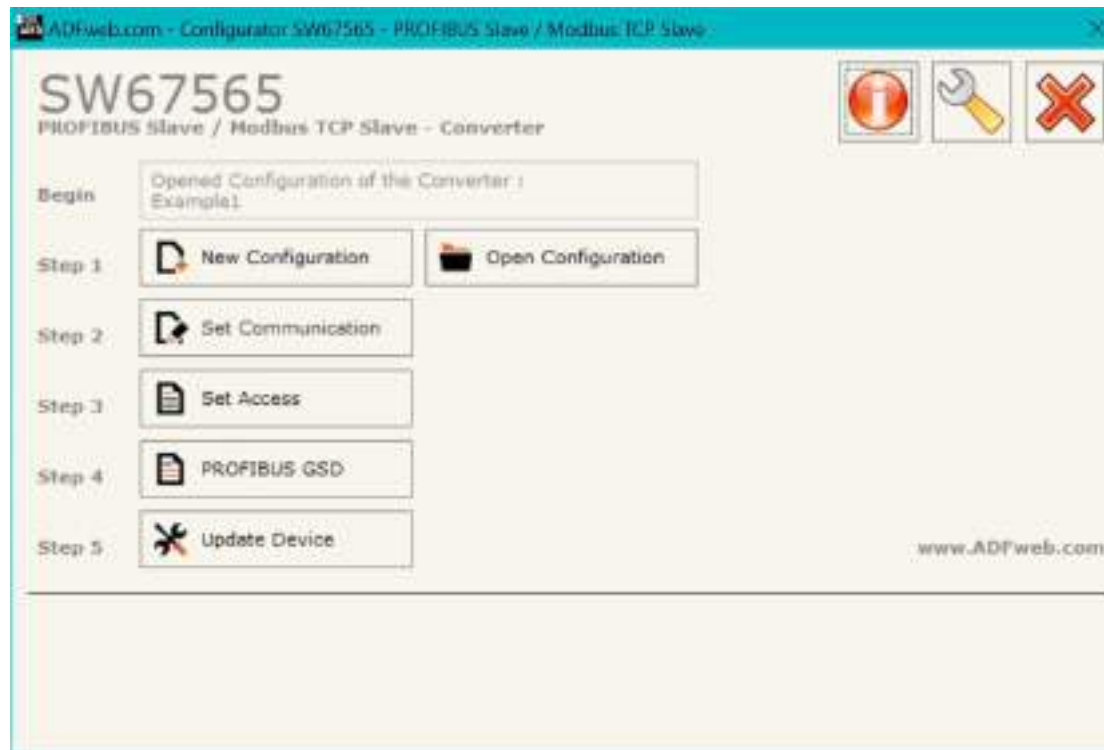 ADFweb.com - Configurator SW67565 - PROFIBUS Slave / Modbus TCP Slave
SW67565
PROFIBUS Slave / Modbus TCP Slave - Converter
Begin
Opened Configuration of the Converter :
Example1
Step 1
New Configuration
Open Configuration
Step 2
Set Communication
Step 3
Set Access
Step 4
PROFIBUS GSD
Step 5
Update Device
www.ADFweb.com